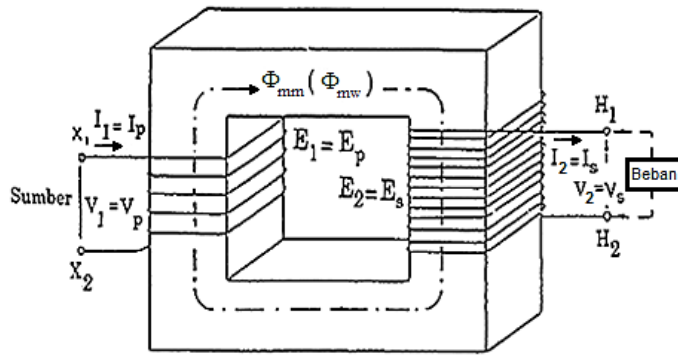 Φmm(Φmw)
I1=Ip
X1
H1
E1=Ep
I2=Is
E2=Es
Beban
Sumber
V1=Vp
V2=Vs
X2
H2